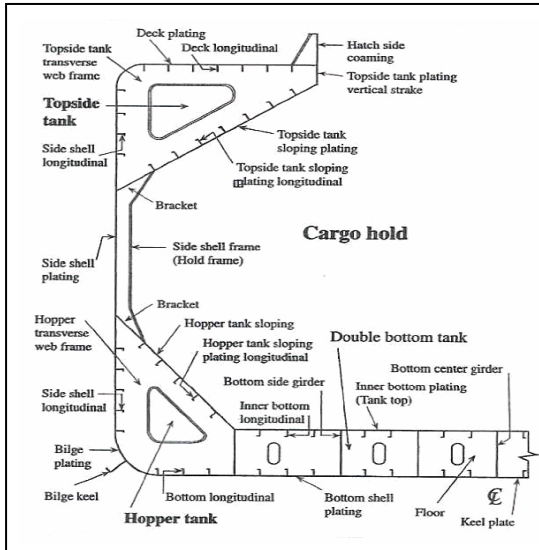 Deck plating
Deck longitudinal
Hatch side
coaming
Topside tank
transverse
web frame
Topside tank plating
vertical strake
Topside
tank
Topside tank
sloping plating
Side shell
longitudinal
Topside tank sloping
plating longitudinal
Bracket
Cargo hold
Side shell frame
(Hold frame)
Side shell
plating
Bracket
Hopper tank sloping
Hopper
transverse
web frame
Hopper tank sloping
plating longitudinal
Double bottom tank
Bottom side girder
Bottom center girder
Inner bottom plating
(Tank top)
Inner bottom
longitudinal
Side shell
longitudinal
Bilge
plating
Bilge keel
Bottom longitudinal
Bottom shell
plating
Floor
Keel plate
℄
Hopper tank